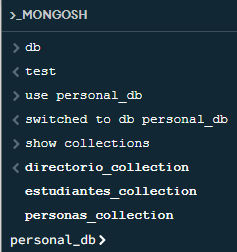 >_MONGOSH
> db
< test
> use personal_db
< switched to db personal_db
> show collections
< directorio_collection
estudiantes_collection
personas_collection
personal_db>